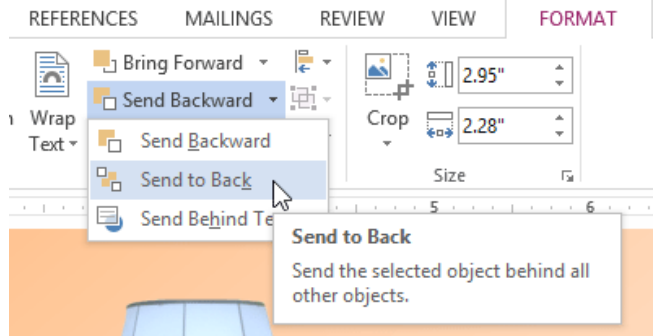 REFERENCES MAILINGS REVIEW VIEW FORMAT
Bring Forward
Send Backward
Wrap
Text
Crop
2.95"
2.28"
Size
Send Backward
Send to Back
Send Behind Te
5 6
Send to Back
Send the selected object behind all
other objects.